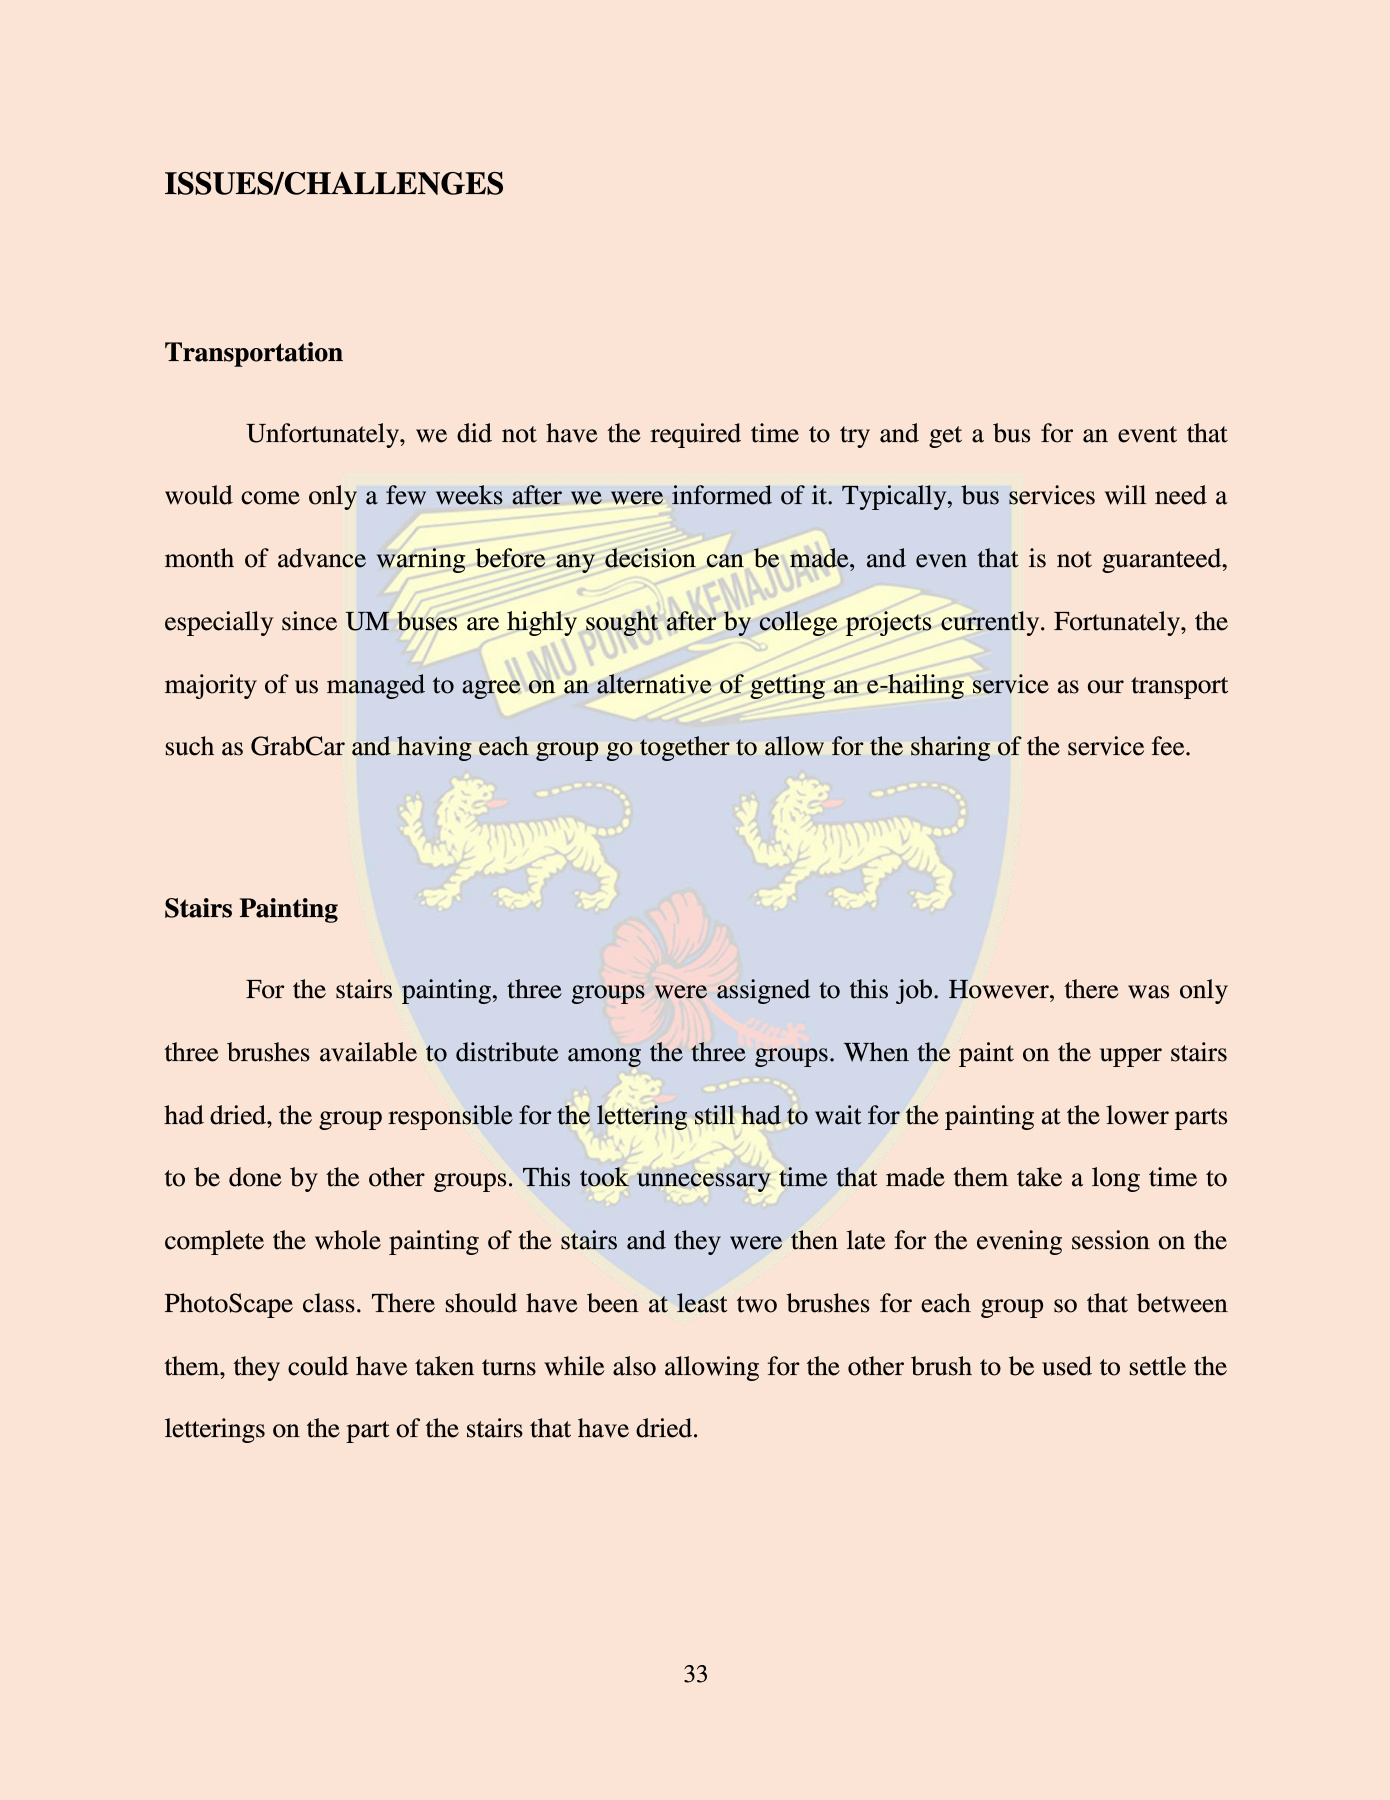 ISSUES/CHALLENGES
Transportation
Unfortunately, we did not have the required time to try and get a bus for an event that
would come only a few weeks after we were informed of it. Typically, bus services will need a
month of advance warning before any decision can be made, and even that is not guaranteed,
especially since UM buses are highly sought after by college projects currently. Fortunately, the
majority of us managed to agree on an alternative of getting an e-hailing service as our transport
such as GrabCar and having each group go together to allow for the sharing of the service fee.
ILMU PUNCHA KEMAJUAN
Stairs Painting
For the stairs painting, three groups were assigned to this job. However, there was only
three brushes available to distribute among the three groups. When the paint on the upper stairs
had dried, the group responsible for the lettering still had to wait for the painting at the lower parts
to be done by the other groups. This took unnecessary time that made them take a long time to
complete the whole painting of the stairs and they were then late for the evening session on the
PhotoScape class. There should have been at least two brushes for each group so that between
them, they could have taken turns while also allowing for the other brush to be used to settle the
letterings on the part of the stairs that have dried.
33